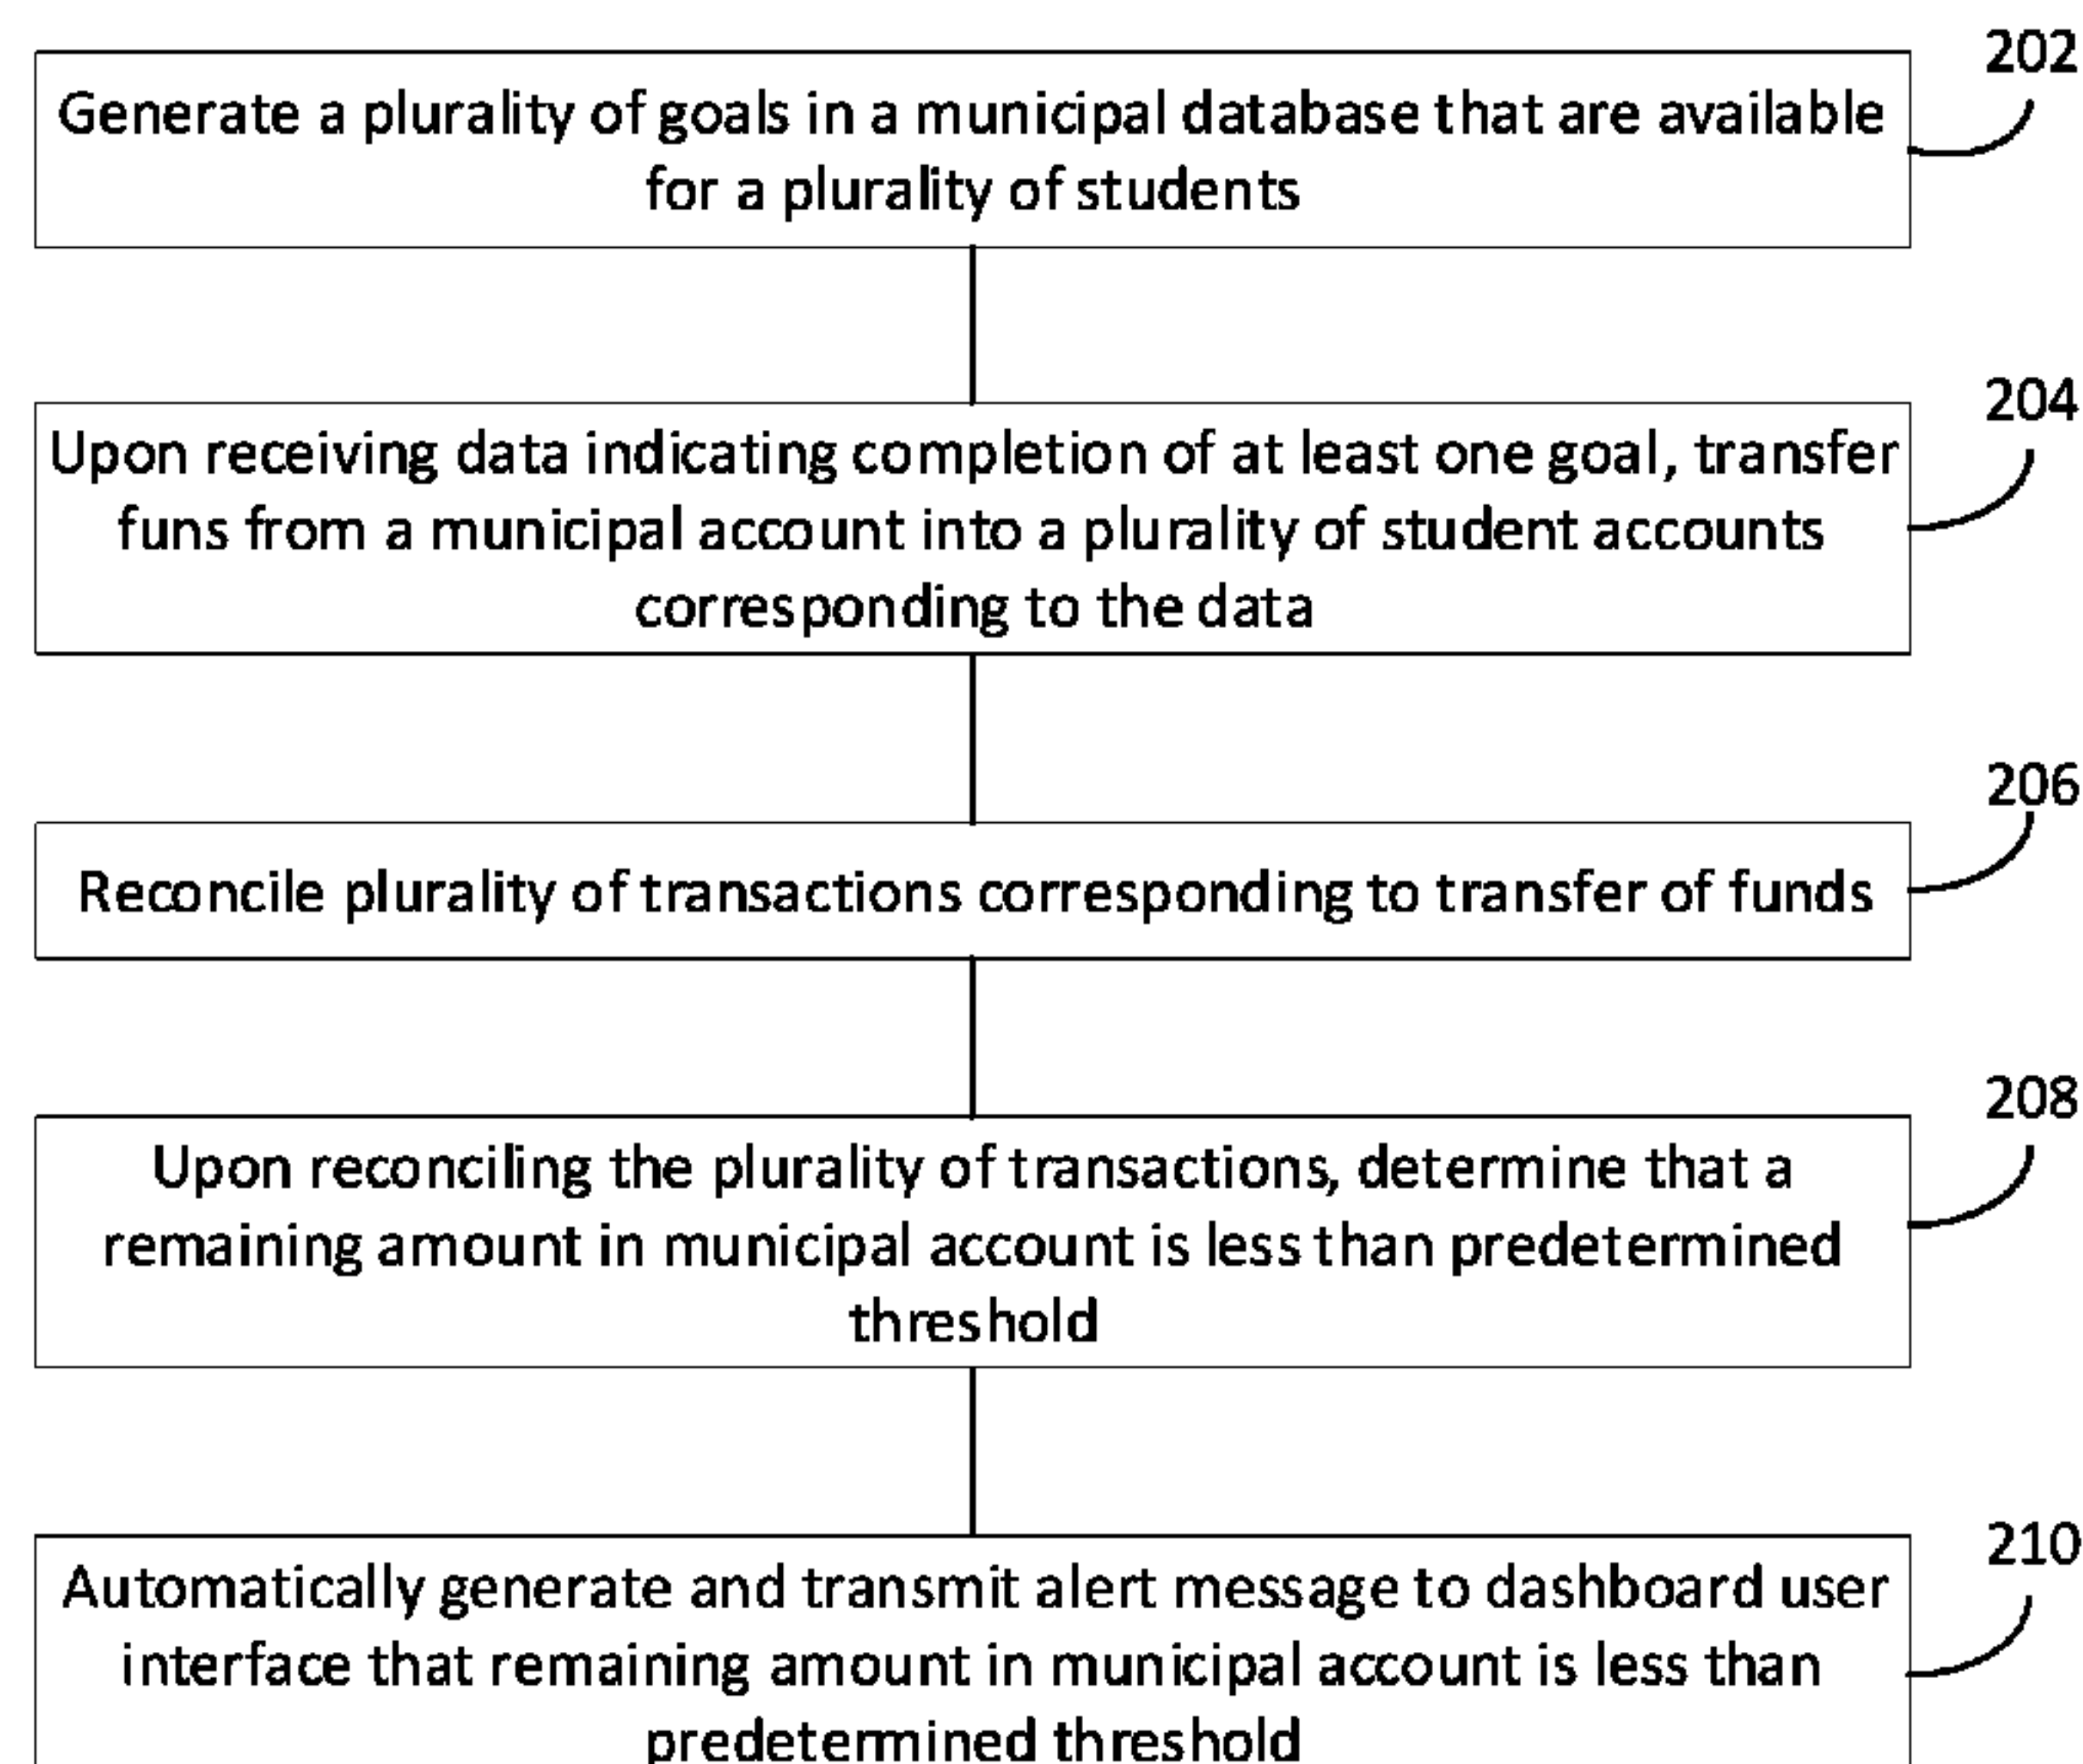 202
Generate a plurality of goals in a municipal database that are available
for a plurality of students
204
Upon receiving data indicating completion of at least one goal, transfer
funs from a municipal account into a plurality of student accounts
corresponding to the data
206
Reconcile plurality of transactions corresponding to transfer of funds
208
Upon reconciling the plurality of transactions, determine that a
remaining amount in municipal account is less than predetermined
threshold
210
Automatically generate and transmit alert message to dashboard user
interface that remaining amount in municipal account is less than
predetermined threshold